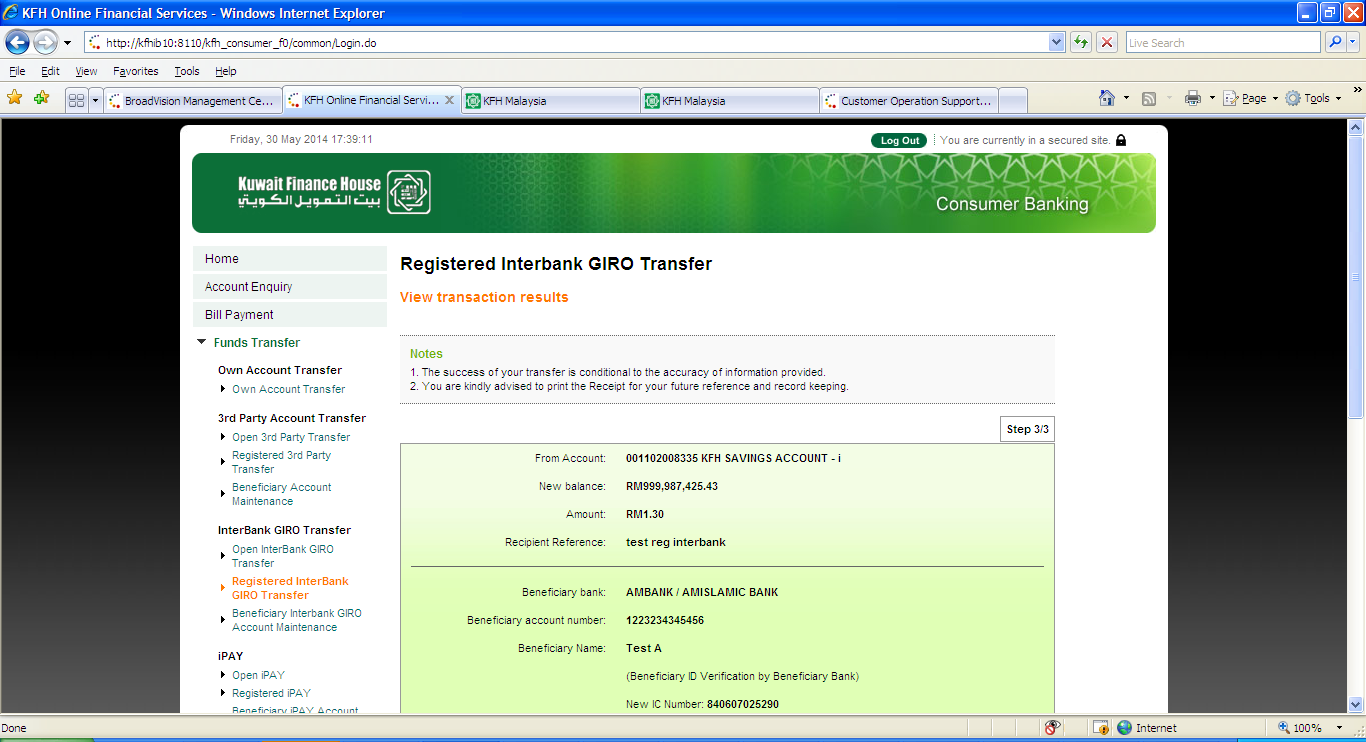 KFH Online Financial Services - Windows Internet Explorer
http://kfhib10:8110/kfh_consumer_f0/common/Login.do
Live Search
File Edit View Favorites Tools Help
BroadVision Management Ce...
KFH Online Financial Servi...
KFH Malaysia
KFH Malaysia
Customer Operation Support...
Page
Tools
Friday, 30 May 2014 17:39:11
Log Out
You are currently in a secured site.
Kuwait Finance House
بيت التمويل الكويتي
Consumer Banking
Home
Account Enquiry
Bill Payment
Funds Transfer
Own Account Transfer
Own Account Transfer
3rd Party Account Transfer
Open 3rd Party Transfer
Registered 3rd Party
Transfer
Beneficiary Account
Maintenance
InterBank GIRO Transfer
Open InterBank GIRO
Transfer
Registered InterBank
GIRO Transfer
Beneficiary Interbank GIRO
Account Maintenance
iPAY
Open iPAY
Registered iPAY
Beneficiary iPAY Account
Registered Interbank GIRO Transfer
View transaction results
Notes
1. The success of your transfer is conditional to the accuracy of information provided.
2. You are kindly advised to print the Receipt for your future reference and record keeping.
Step 3/3
From Account: 001102008335 KFH SAVINGS ACCOUNT - i
New balance: RM999,987,425.43
Amount: RM1.30
Recipient Reference: test reg interbank
Beneficiary bank: AMBANK / AMISLAMIC BANK
Beneficiary account number: 1223234345456
Beneficiary Name: Test A
(Beneficiary ID Verification by Beneficiary Bank)
New IC Number: 840607025290
Done
Internet
100%